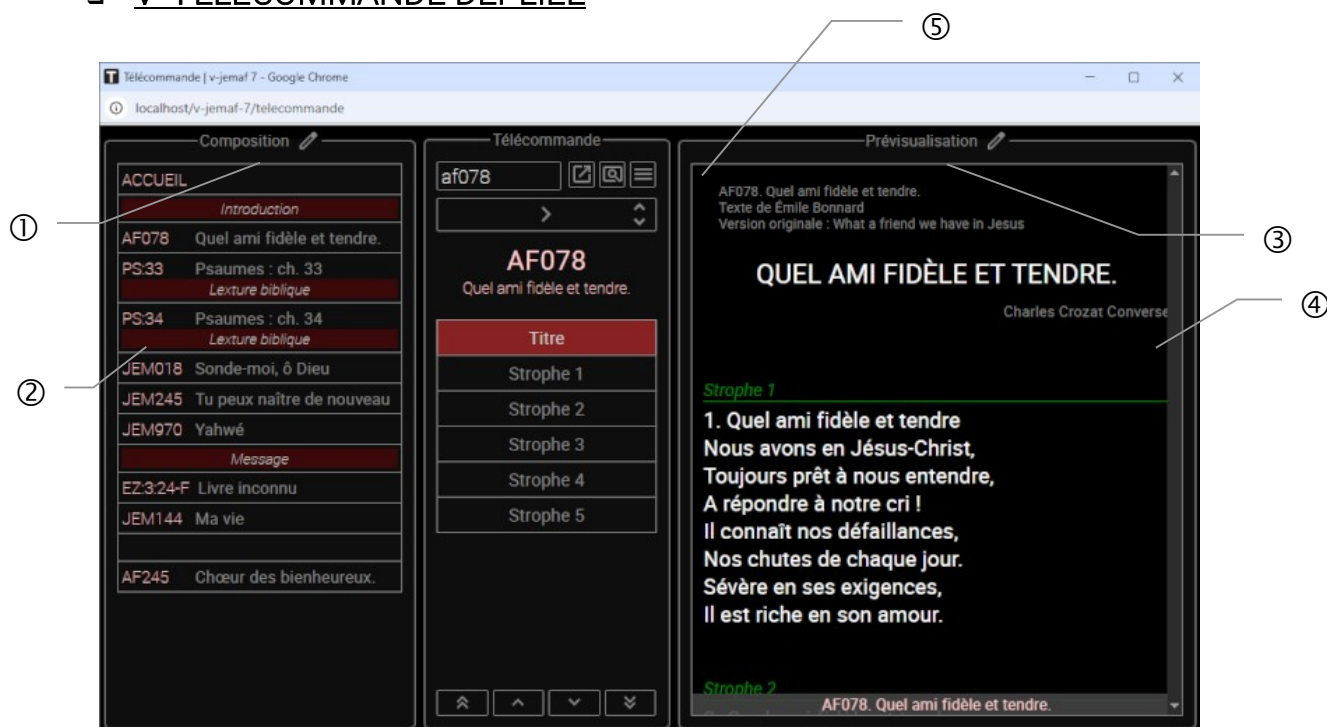 V-TELECOMMANDE DEPLIEE
⑤
Télécommande | v-jemaf 7 - Google Chrome
localhost/v-jemaf-7/telecommande
Composition
ACCUEIL
Introduction
AF078 Quel ami fidèle et tendre.
PS:33 Psaumes : ch. 33
Lexture biblique
PS:34 Psaumes : ch. 34
Lexture biblique
JEM018 Sonde-moi, ô Dieu
JEM245 Tu peux naître de nouveau
JEM970 Yahwé
Message
EZ:3:24-F Livre inconnu
JEM144 Ma vie
AF245 Chœur des bienheureux.
①
②
Télécommande
af078
AF078
Quel ami fidèle et tendre.
Titre
Strophe 1
Strophe 2
Strophe 3
Strophe 4
Strophe 5
Prévisualisation
AF078. Quel ami fidèle et tendre.
Texte de Émile Bonnard
Version originale : What a friend we have in Jesus
QUEL AMI FIDÈLE ET TENDRE.
Charles Crozat Converse
Strophe 1
1. Quel ami fidèle et tendre
Nous avons en Jésus-Christ,
Toujours prêt à nous entendre,
A répondre à notre cri !
Il connaît nos défaillances,
Nos chutes de chaque jour.
Sévère en ses exigences,
Il est riche en son amour.
Strophe 2
AF078. Quel ami fidèle et tendre.
③
④